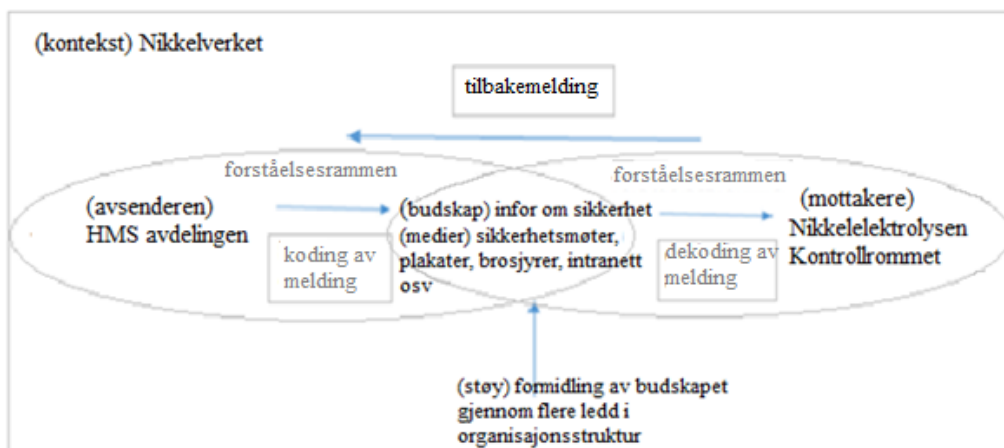 (kontekst) Nikkelverket
tilbakemelding
forståelsesrammen
forståelsesrammen
(avsenderen)
HMS avdelingen
koding av
melding
(budskap) infor om sikkerhet
(medier) sikkerhetsmøter,
plakater, brosjyrer, intranett
osv
dekoding av
melding
(mottakere)
Nikkelelektrolysen
Kontrollrommet
(støy) formidling av budskapet
gjennom flere ledd i
organisajonsstruktur